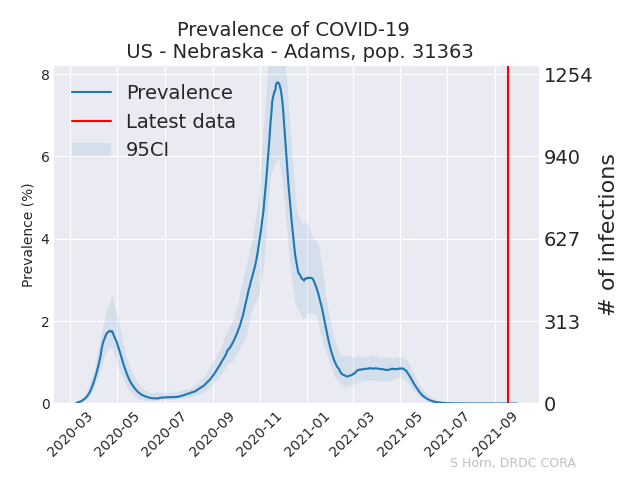 Prevalence of COVID-19
US - Nebraska - Adams, pop. 31363
Prevalence
Latest data
95CI
Prevalence (%)
8
6
4
2
0
1254
940
627
313
0
# of infections
2020-03
2020-05
2020-07
2020-09
2020-11
2021-01
2021-03
2021-05
2021-07
2021-09
S Horn, DRDC CORA